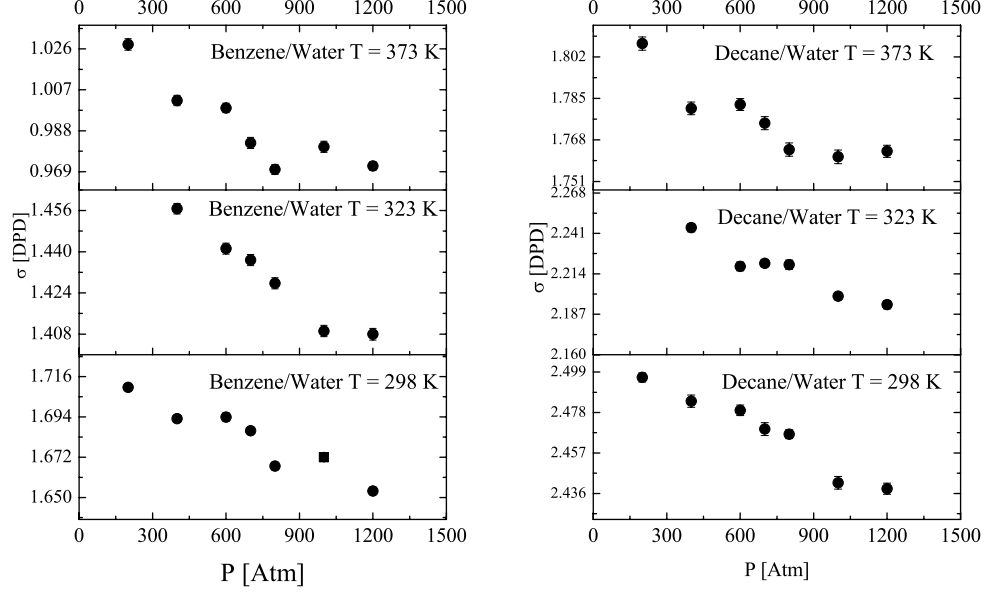 0 300 600 900 1200 1500
Benzene/Water T = 373 K
1.026
1.007
0.988
0.969
Benzene/Water T = 323 K
1.456
1.440
1.424
1.408
σ [DPD]
Benzene/Water T = 298 K
1.716
1.694
1.672
1.650
0 300 600 900 1200 1500
P [Atm]
0 300 600 900 1200 1500
Decane/Water T = 373 K
1.802
1.785
1.768
1.751
2.268
Decane/Water T = 323 K
2.241
2.214
2.187
2.160
σ [DPD]
Decane/Water T = 298 K
2.499
2.478
2.457
2.436
0 300 600 900 1200 1500
P [Atm]